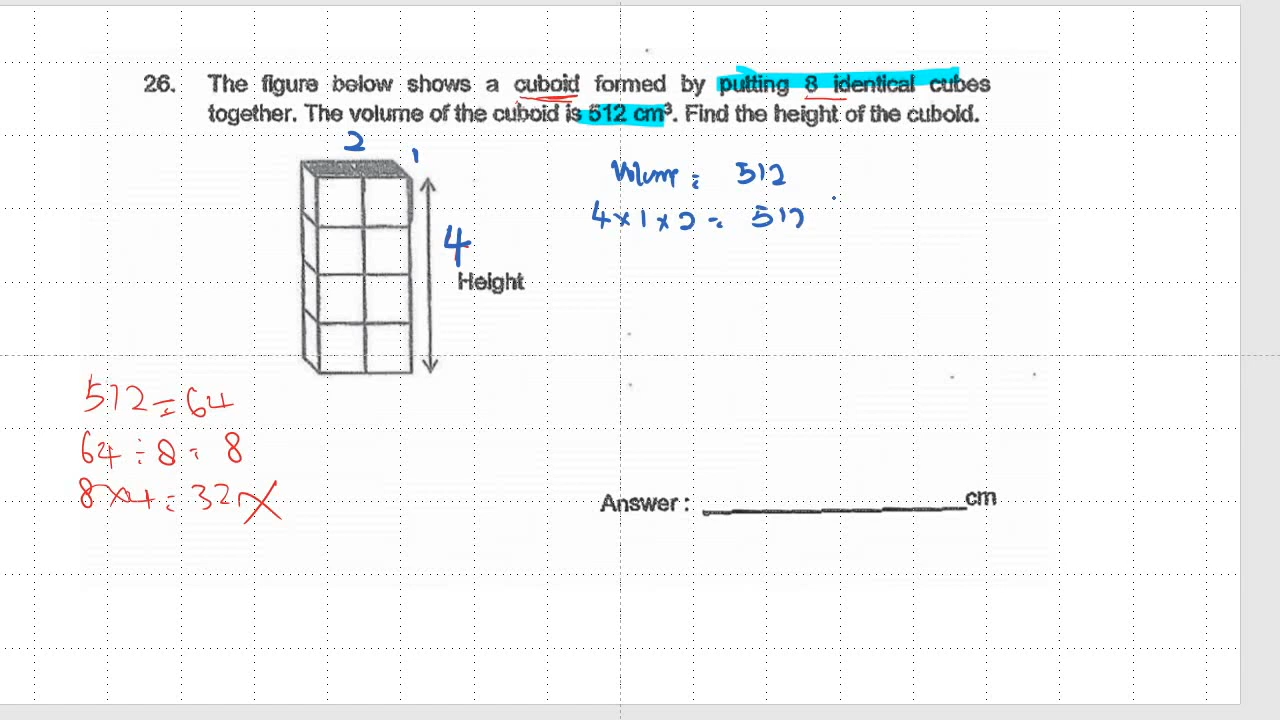 26. The figure below shows a cuboid formed by putting 8 identical cubes
together. The volume of the cuboid is 512 cm³. Find the height of the cuboid.
2
1
Volume = 512
4 x 1 x 2 = 512
4
Height
512 = 64
64 ÷ 8 = 8
8 x 4 = 32
Answer : cm